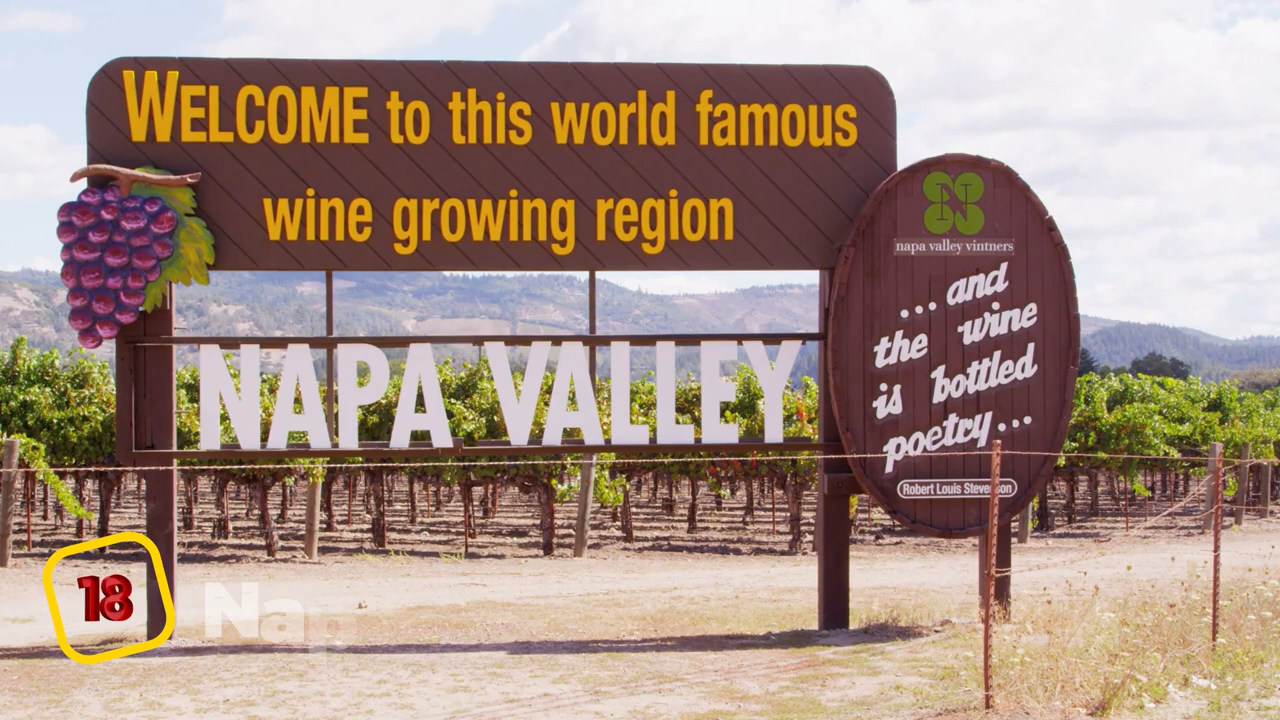 WELCOME to this world famous
wine growing region
NAPA VALLEY
N
napa valley vintners
... and
the wine
is bottled
poetry...
Robert Louis Stevenson
18
Nap